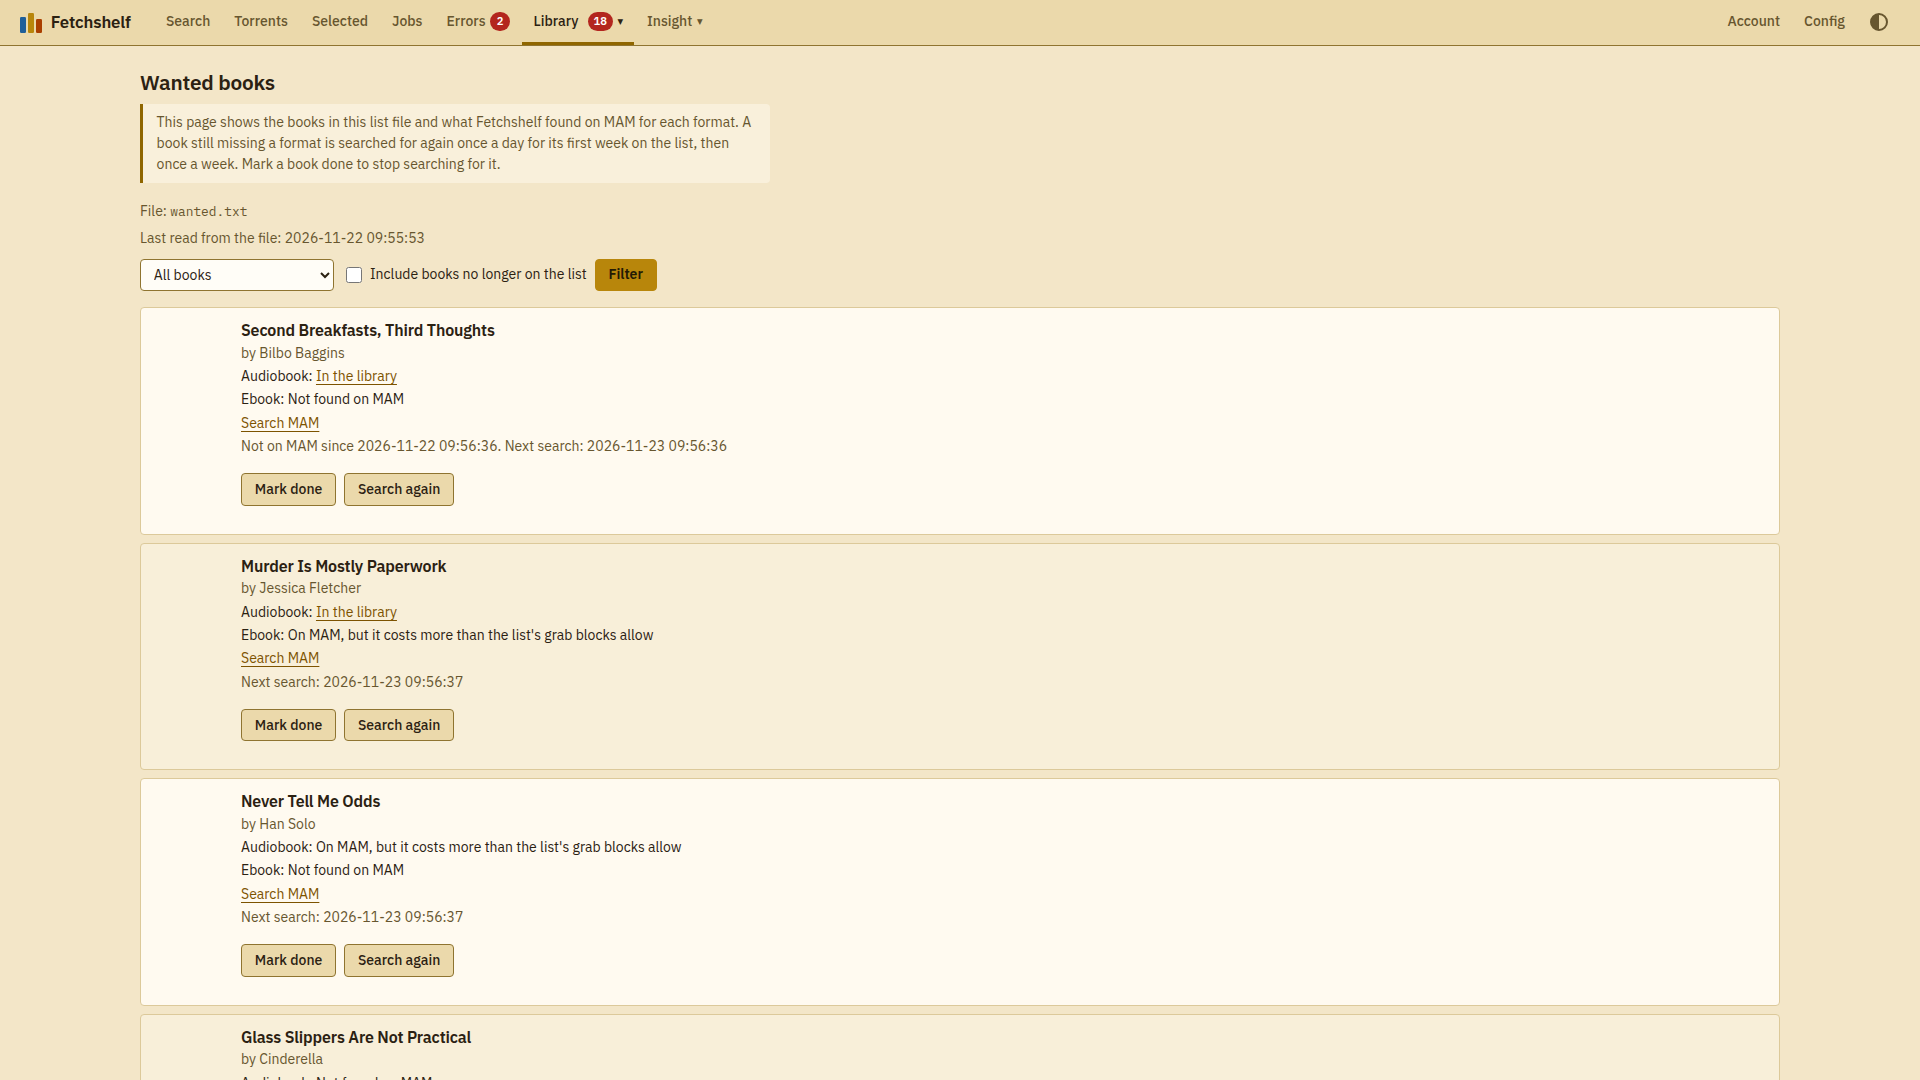 Fetchshelf Search Torrents Selected Jobs Errors 2 Library 18 ▾ Insight ▾ Account Config
Wanted books
This page shows the books in this list file and what Fetchshelf found on MAM for each format. A
book still missing a format is searched for again once a day for its first week on the list, then
once a week. Mark a book done to stop searching for it.
File: wanted.txt
Last read from the file: 2026-11-22 09:55:53
All books Include books no longer on the list Filter
Second Breakfasts, Third Thoughts
by Bilbo Baggins
Audiobook: In the library
Ebook: Not found on MAM
Search MAM
Not on MAM since 2026-11-22 09:56:36. Next search: 2026-11-23 09:56:36
Mark done Search again
Murder Is Mostly Paperwork
by Jessica Fletcher
Audiobook: In the library
Ebook: On MAM, but it costs more than the list's grab blocks allow
Search MAM
Next search: 2026-11-23 09:56:37
Mark done Search again
Never Tell Me Odds
by Han Solo
Audiobook: On MAM, but it costs more than the list's grab blocks allow
Ebook: Not found on MAM
Search MAM
Next search: 2026-11-23 09:56:37
Mark done Search again
Glass Slippers Are Not Practical
by Cinderella